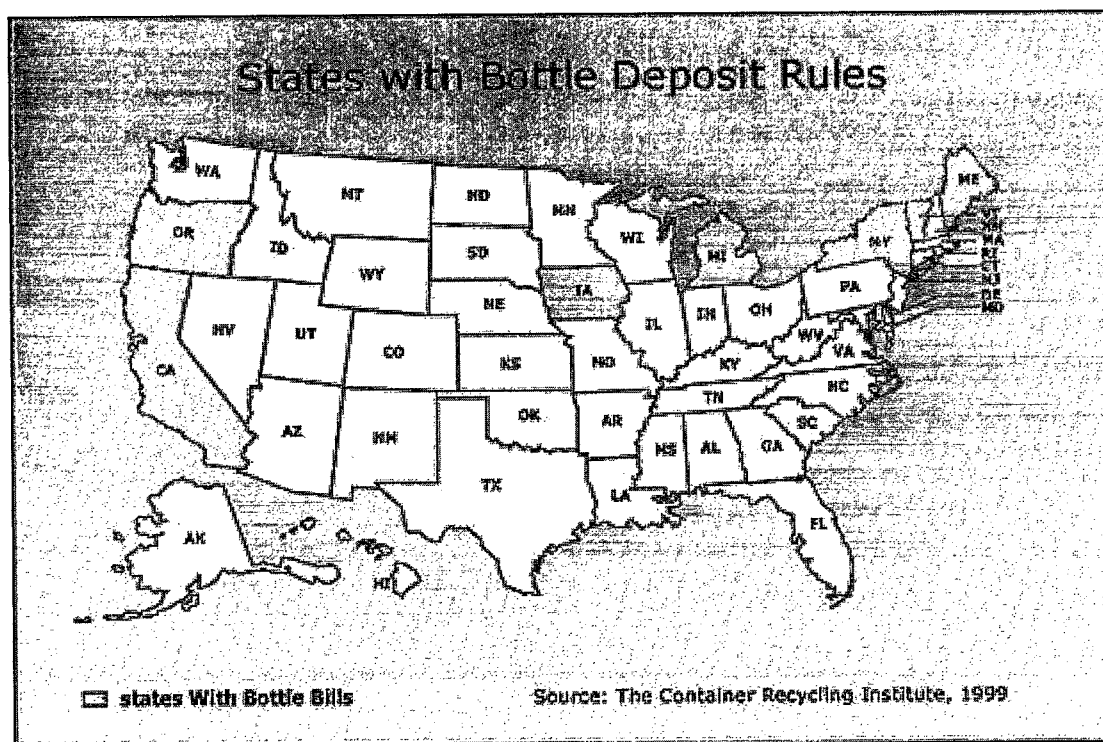 States with Bottle Deposit Rules
WA
MT
ND
MN
ME
OR
ID
WY
SD
WI
MI
NY
VT
NH
MA
RI
CT
NJ
DE
MD
NV
UT
CO
NE
IA
IL
IN
OH
PA
WV
VA
CA
AZ
NM
KS
MO
KY
NC
TN
OK
AR
SC
MS
AL
GA
TX
LA
FL
AK
HI
states With Bottle Bills
Source: The Container Recycling Institute, 1999